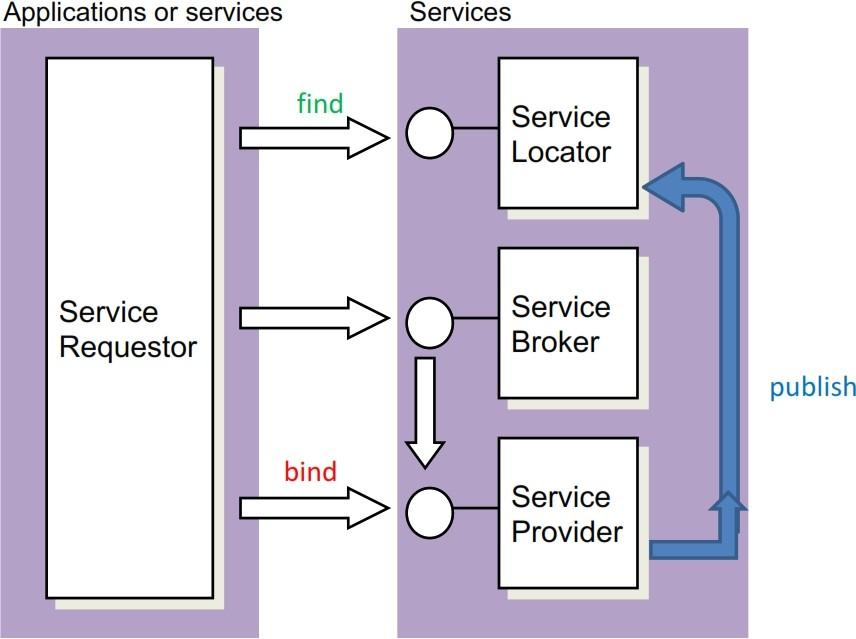 Applications or services
Services
find
Service
Locator
Service
Requestor
Service
Broker
publish
bind
Service
Provider